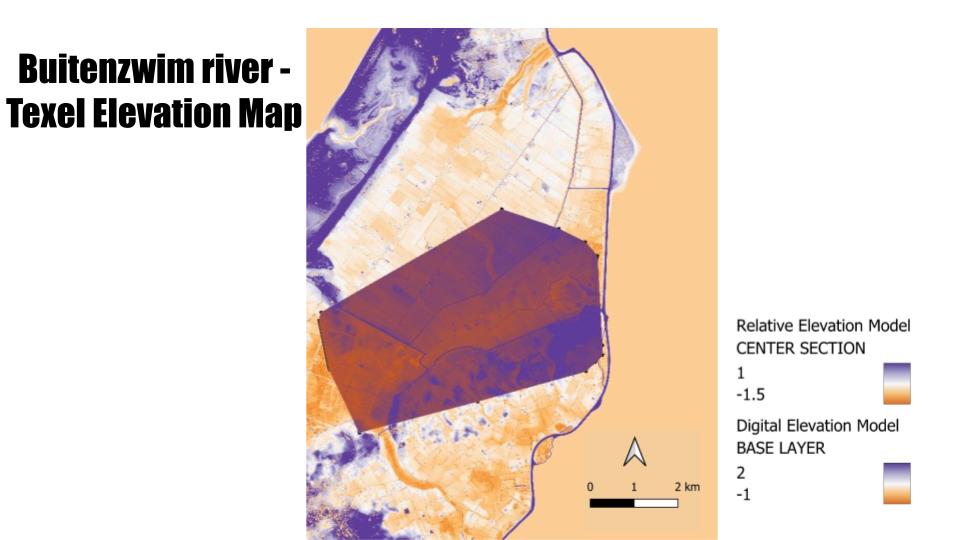 Buitenzwim river -
Texel Elevation Map
Relative Elevation Model
CENTER SECTION
1
-1.5
Digital Elevation Model
BASE LAYER
2
-1
0 1 2 km